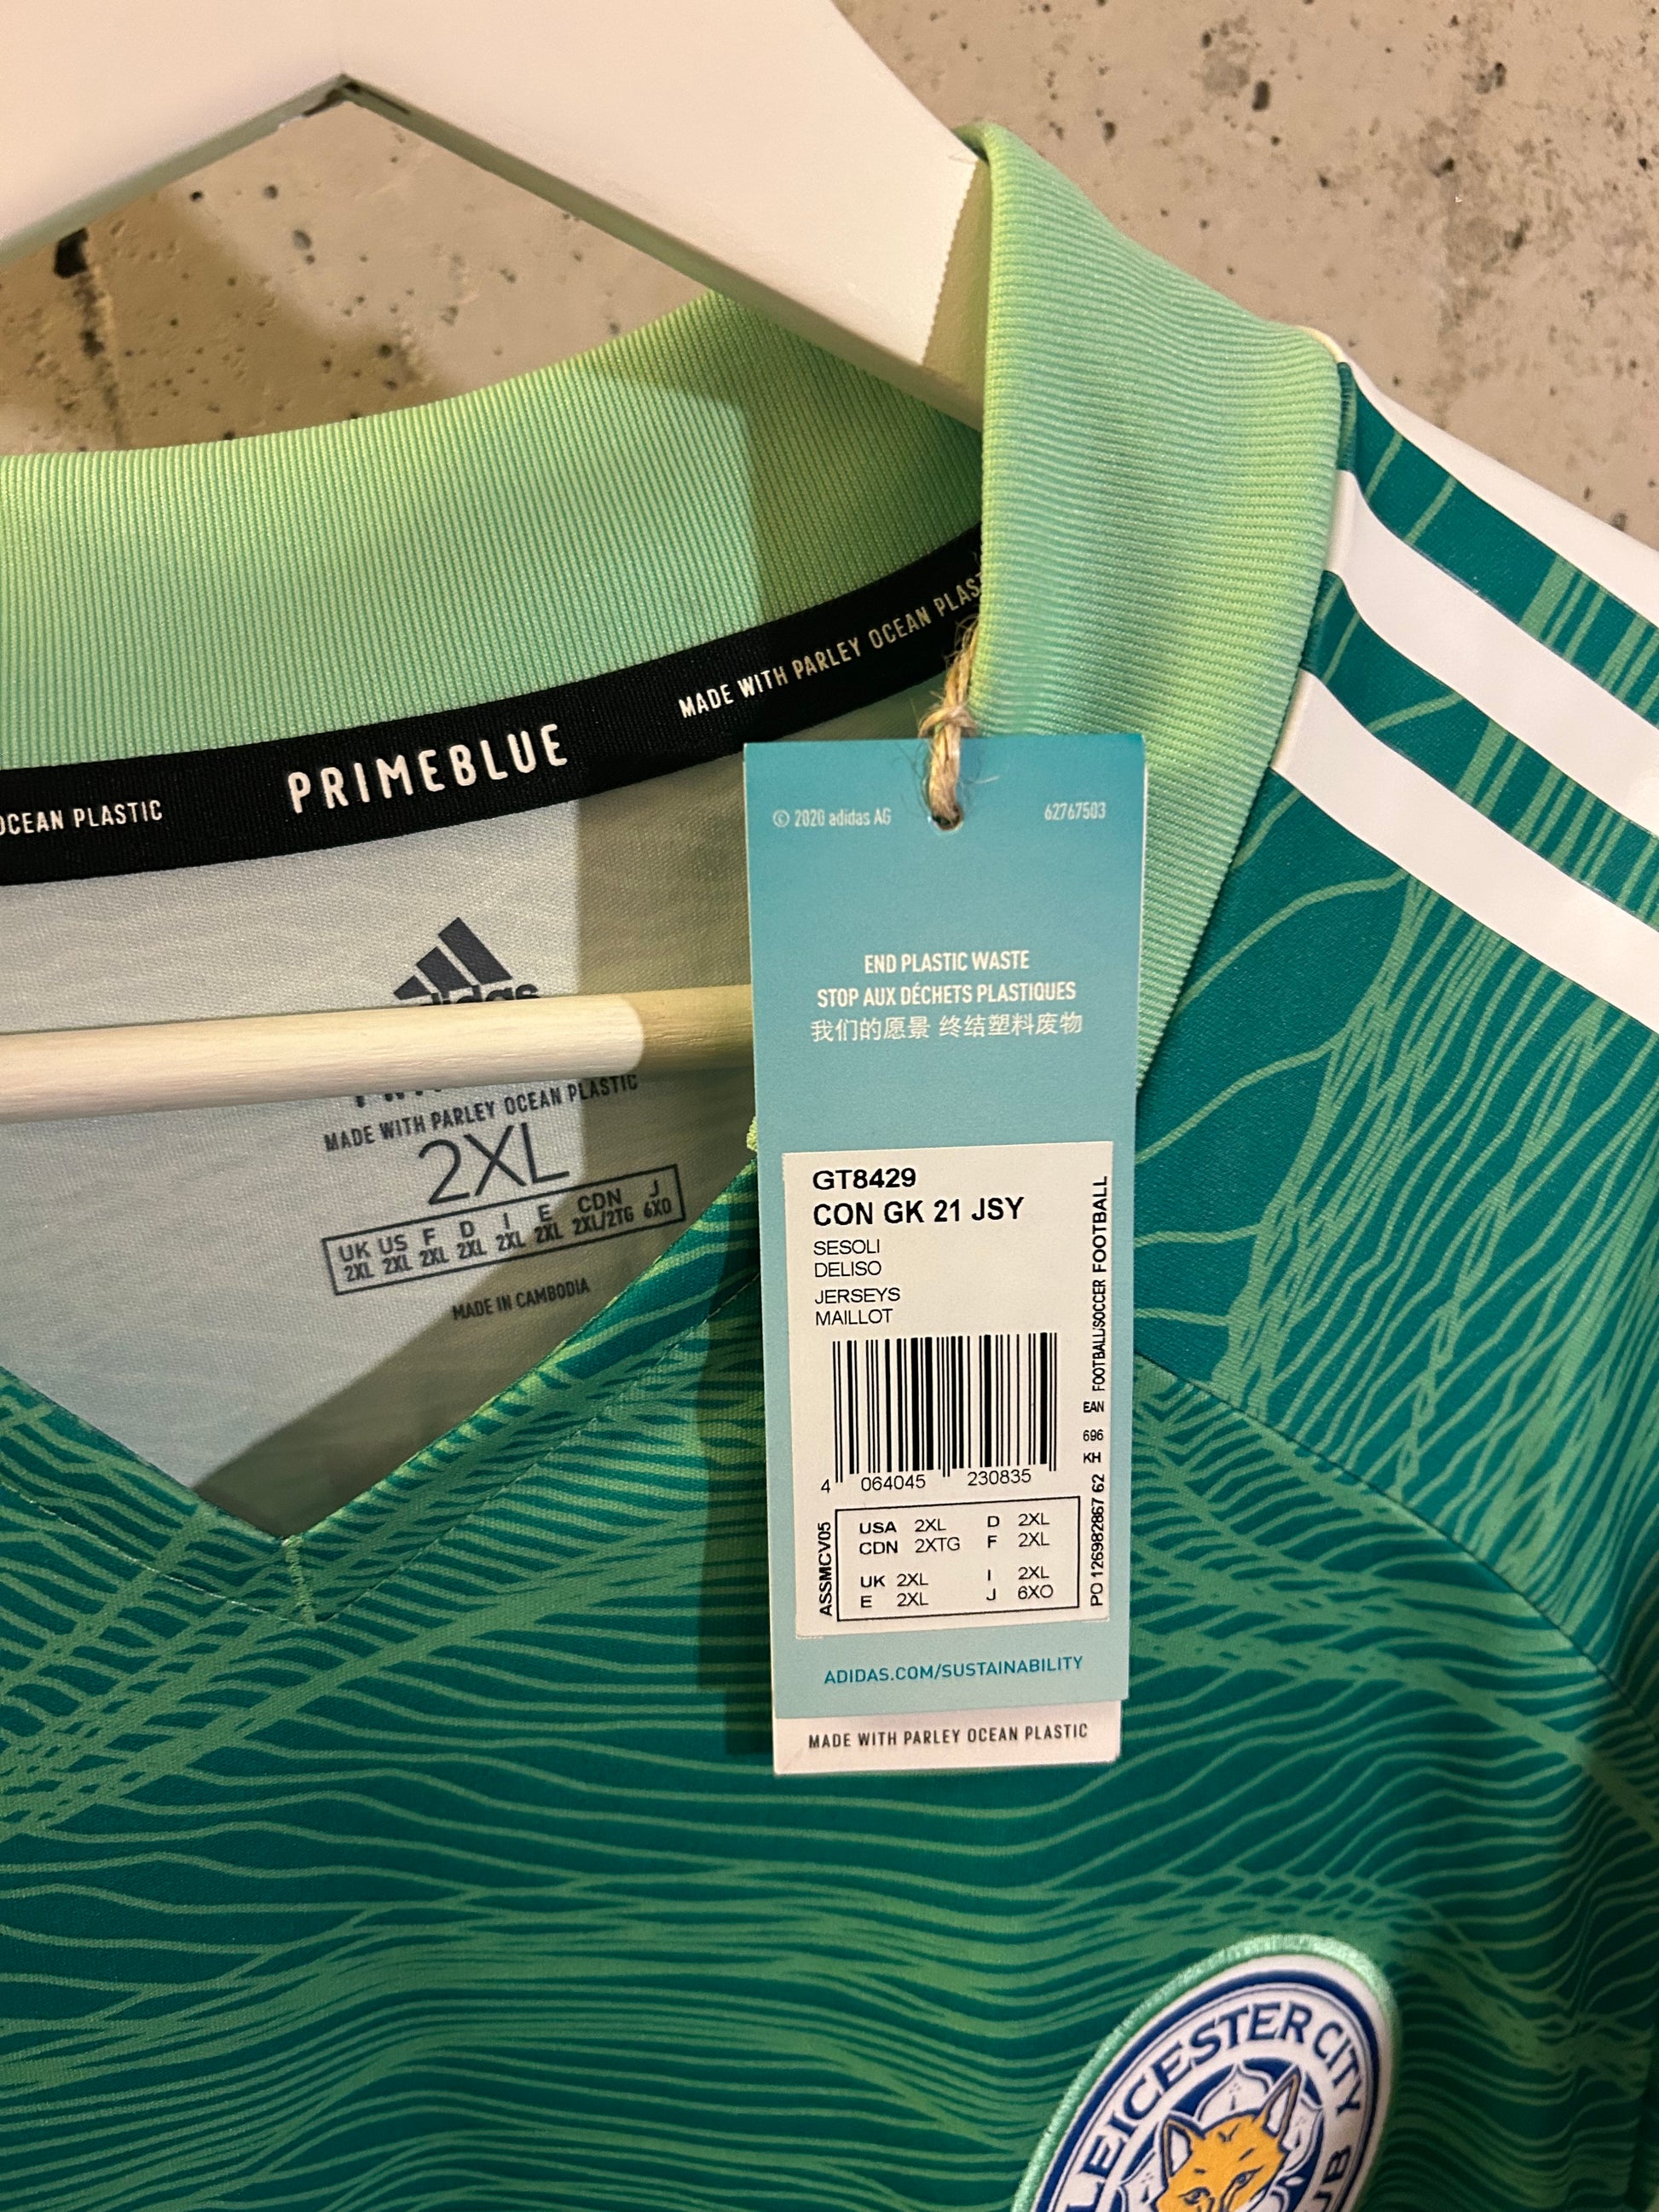 MADE WITH PARLEY OCEAN PLAS
PRIMEBLUE
OCEAN PLASTIC
adidas
MADE WITH PARLEY OCEAN PLASTIC
2XL
UK US F D I E CDN J
2XL 2XL 2XL 2XL 2XL 2XL 2XL/2TG 6XO
MADE IN CAMBODIA
© 2020 adidas AG
62767503
END PLASTIC WASTE
STOP AUX DÉCHETS PLASTIQUES
我们的愿景 终结塑料废物
GT8429
CON GK 21 JSY
SESOLI
DELISO
JERSEYS
MAILLOT
4 064045 230835
FOOTBALL/SOCCER FOOTBALL
EAN
696
KH
PO 126982867 62
ASSMCV05
USA 2XL D 2XL
CDN 2XTG F 2XL
UK 2XL I 2XL
E 2XL J 6XO
ADIDAS.COM/SUSTAINABILITY
MADE WITH PARLEY OCEAN PLASTIC
LEICESTER CITY